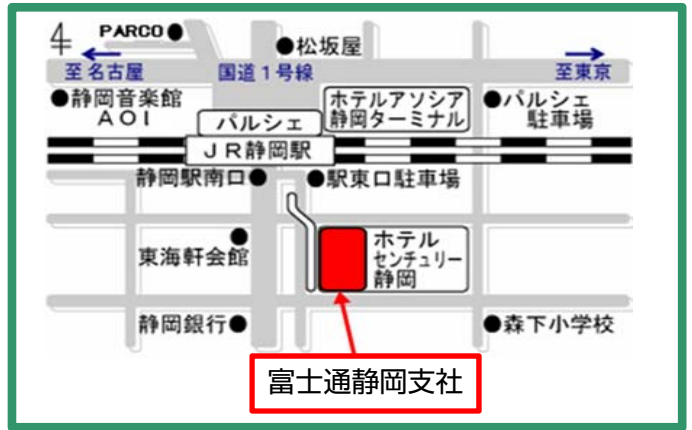 PARCO●
●松坂屋
至名古屋
国道1号線
至東京
●静岡音楽館
AOI
パルシェ
ホテルアソシア
静岡ターミナル
●パルシェ
駐車場
JR静岡駅
静岡駅南口●
●駅東口駐車場
東海軒会館
ホテル
センチュリー
静岡
静岡銀行●
●森下小学校
富士通静岡支社